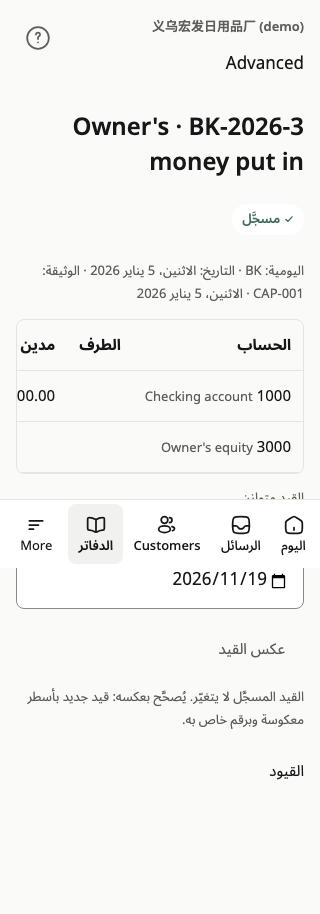 义乌宏发日用品厂 (demo)
Advanced
Owner's · BK-2026-3
money put in
مسجَّل
اليومية: BK · التاريخ: الاثنين، 5 يناير 2026 · الوثيقة:
CAP-001 · الاثنين، 5 يناير 2026
الحساب الطرف مدين
1000 Checking account 00.00
3000 Owner's equity
القيد متوازن
اليوم الرسائل Customers الدفاتر More
2026/11/19
عكس القيد
القيد المسجَّل لا يتغيّر. يُصحَّح بعكسه: قيد جديد بأسطر
معكوسة وبرقم خاص به.
القيود